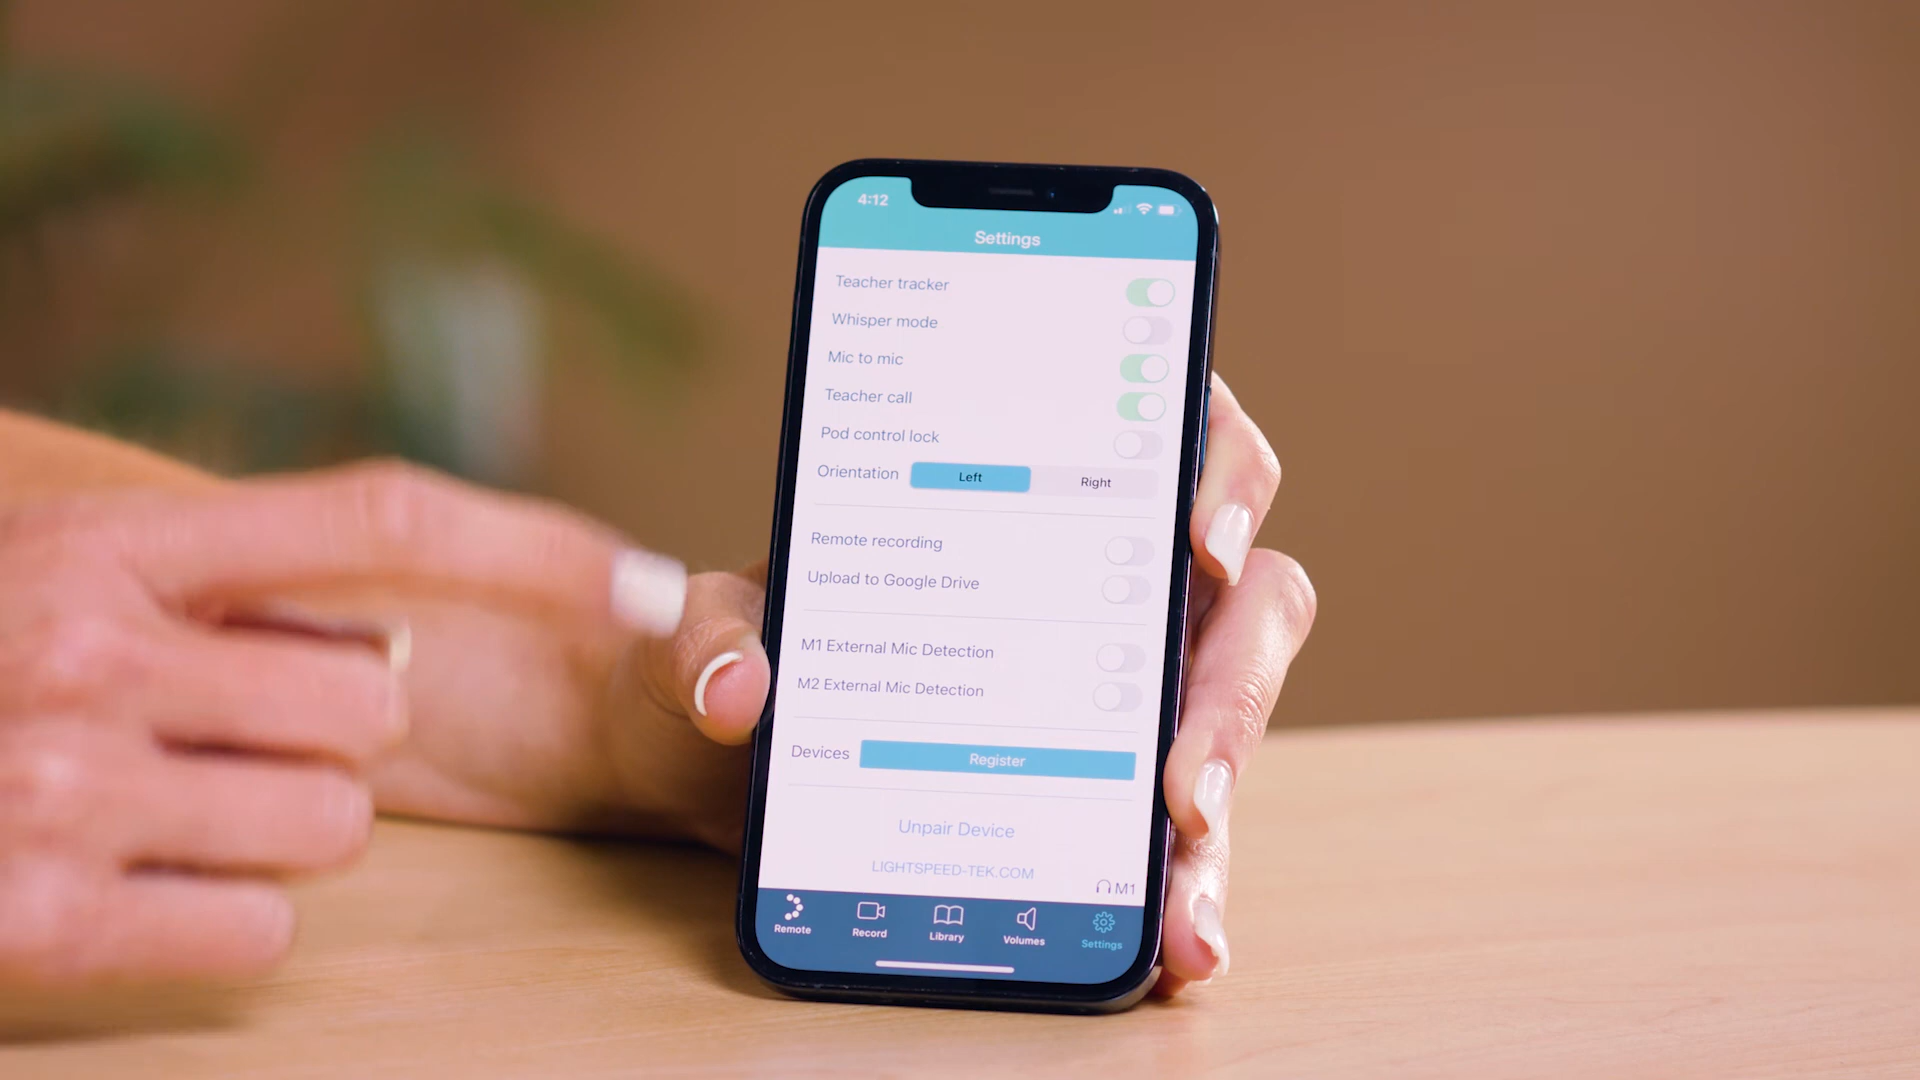 4:12
Settings
Teacher tracker
Whisper mode
Mic to mic
Teacher call
Pod control lock
Orientation Left Right
Remote recording
Upload to Google Drive
M1 External Mic Detection
M2 External Mic Detection
Devices Register
Unpair Device
LIGHTSPEED-TEK.COM
M1
Remote Record Library Volumes Settings